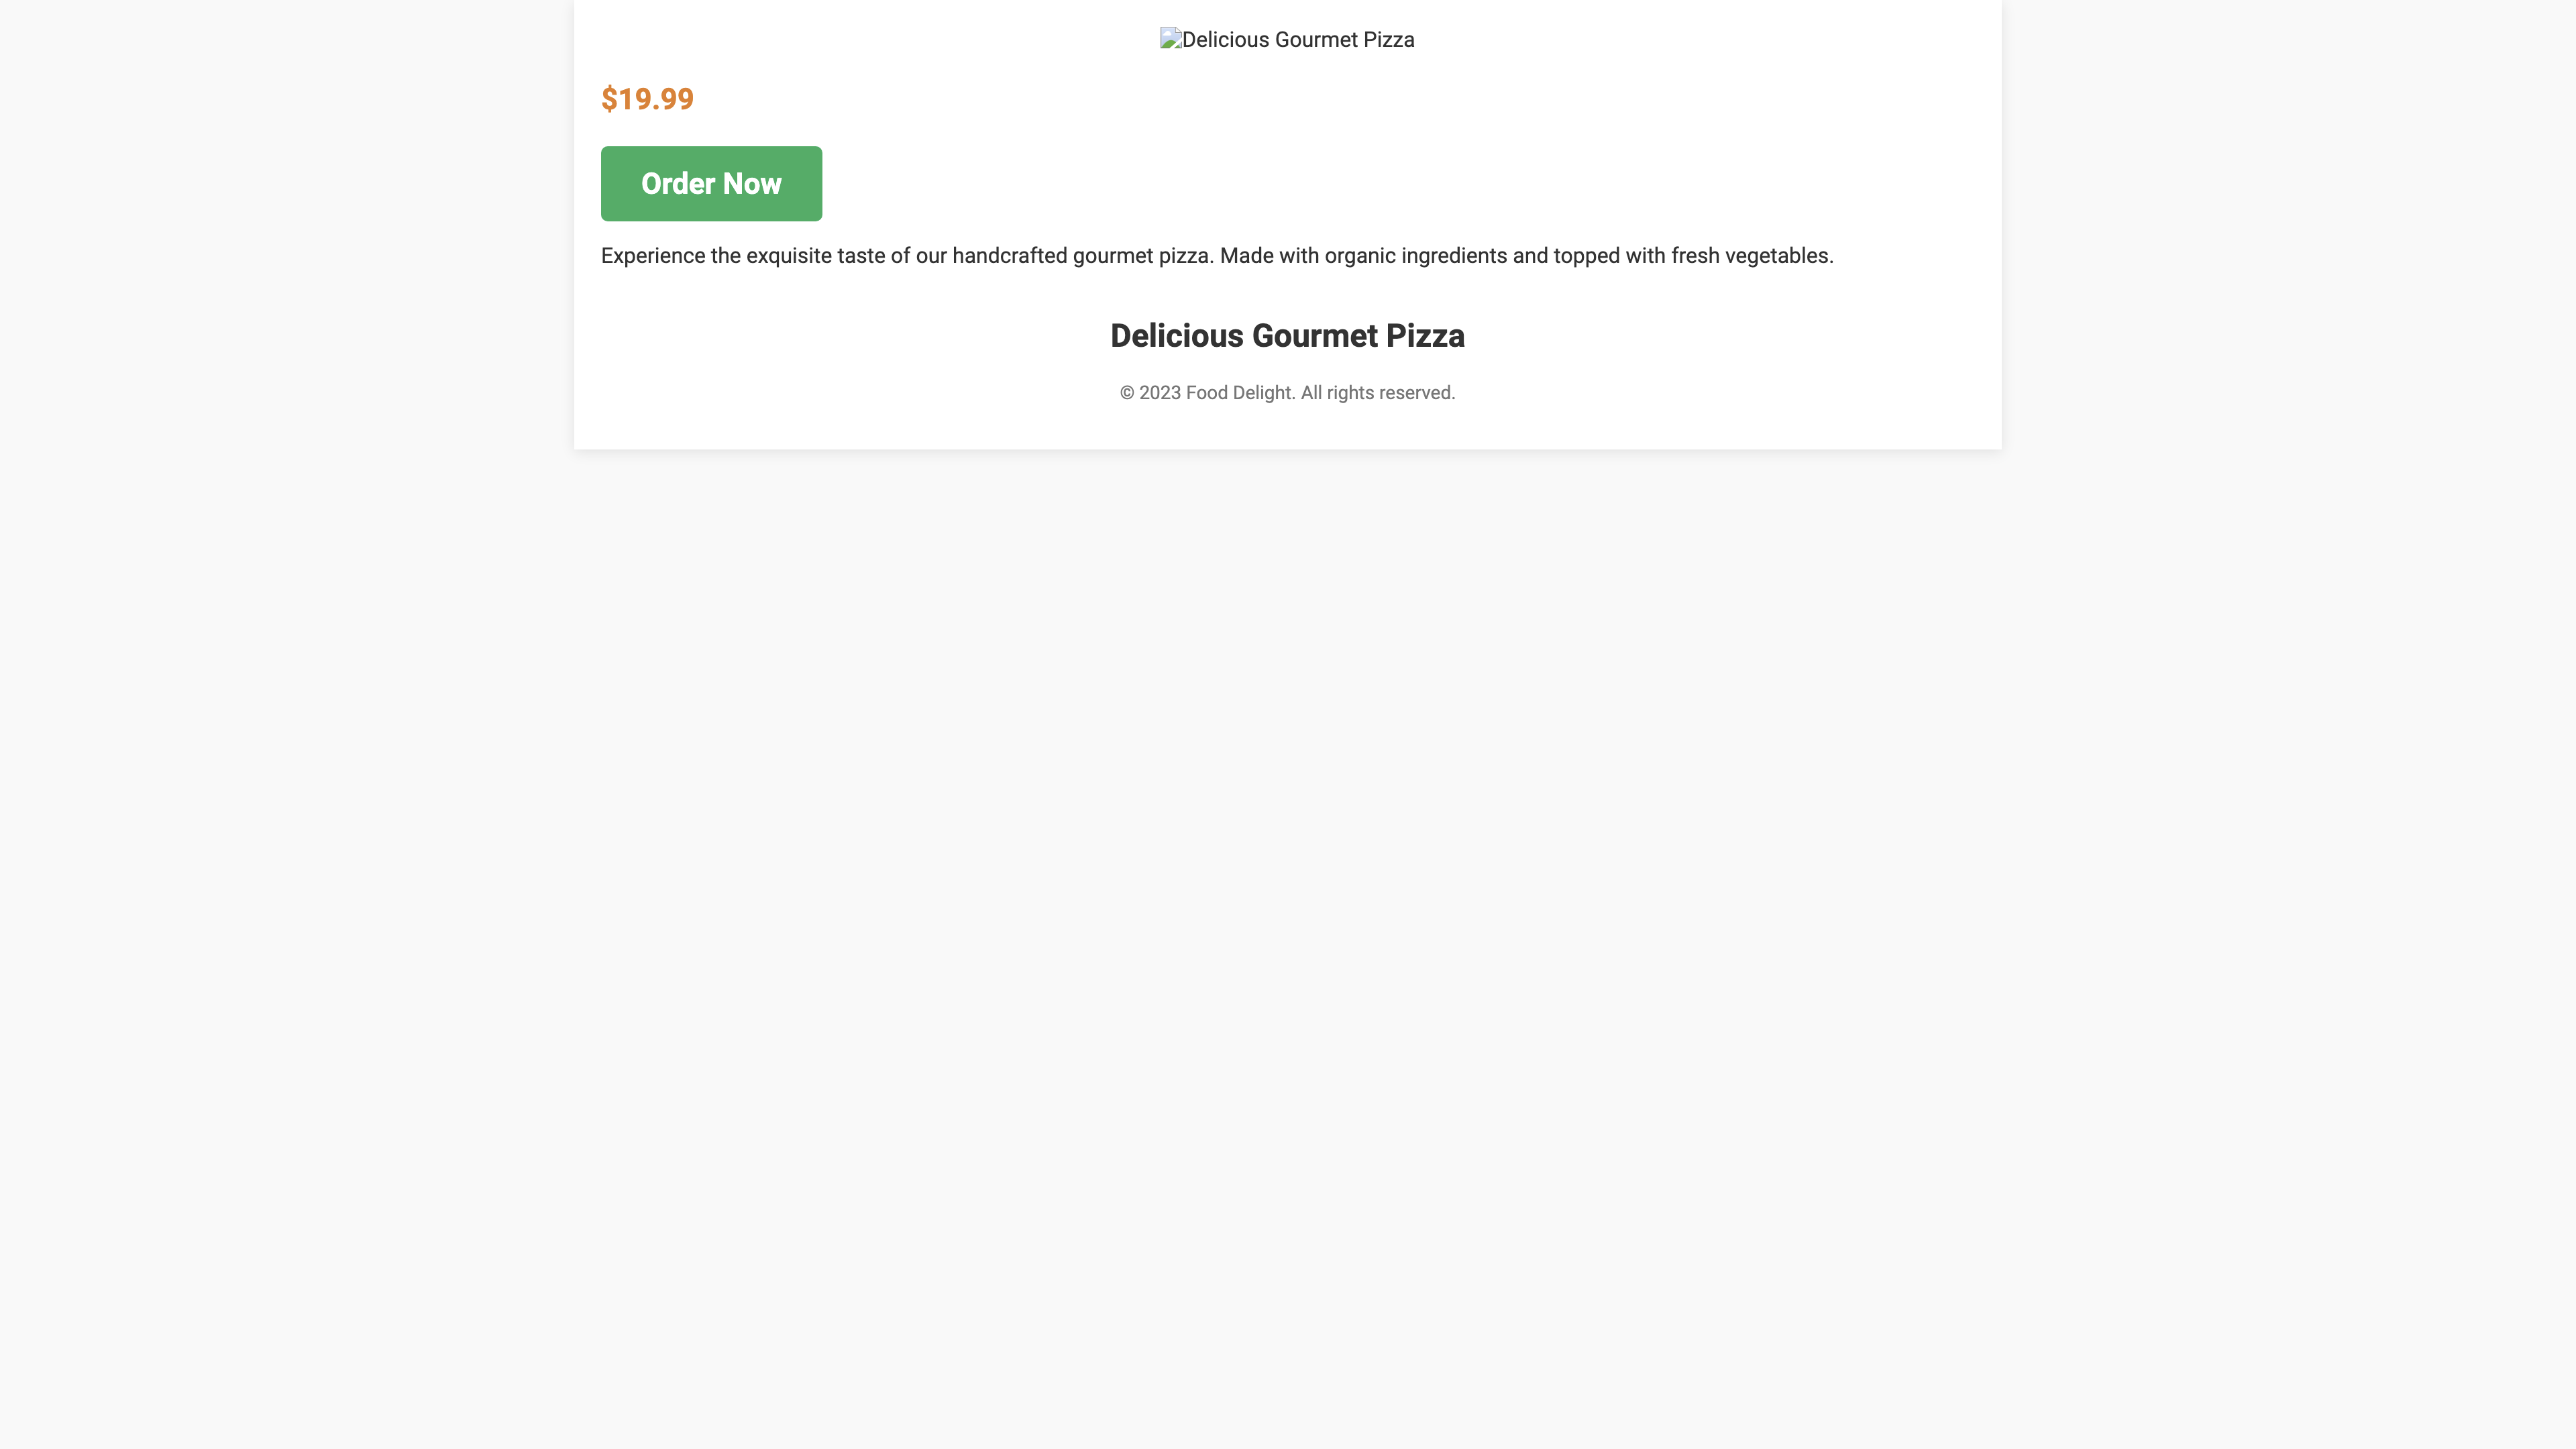 Delicious Gourmet Pizza
$19.99
Order Now
Experience the exquisite taste of our handcrafted gourmet pizza. Made with organic ingredients and topped with fresh vegetables.
Delicious Gourmet Pizza
© 2023 Food Delight. All rights reserved.